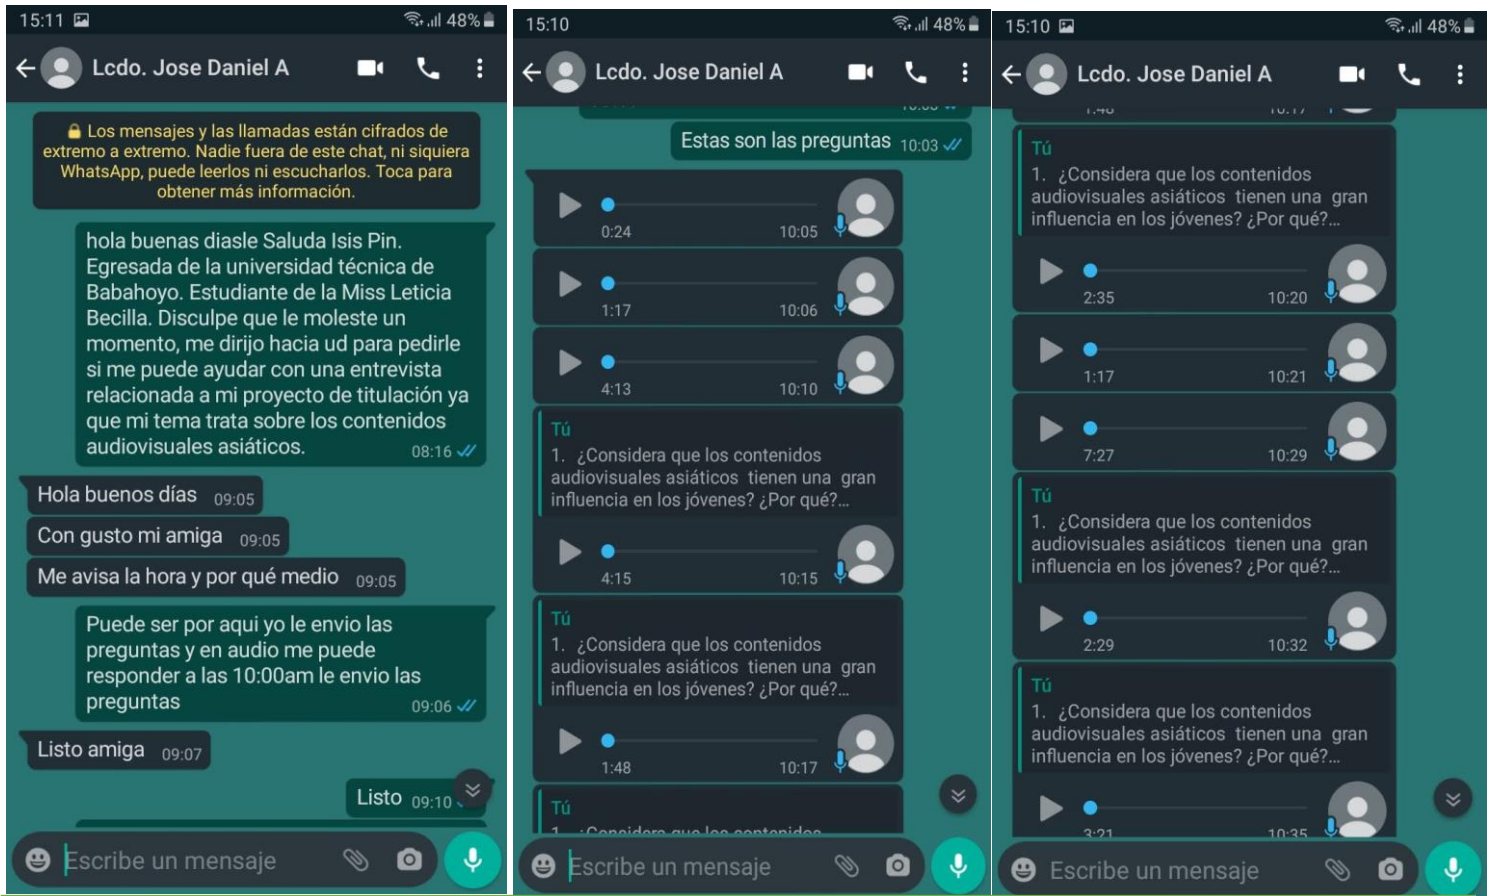 15:11 48%
Lcdo. Jose Daniel A
Los mensajes y las llamadas están cifrados de
extremo a extremo. Nadie fuera de este chat, ni siquiera
WhatsApp, puede leerlos ni escucharlos. Toca para
obtener más información.
hola buenas diasle Saluda Isis Pin.
Egresada de la universidad técnica de
Babahoyo. Estudiante de la Miss Leticia
Becilla. Disculpe que le moleste un
momento, me dirijo hacia ud para pedirle
si me puede ayudar con una entrevista
relacionada a mi proyecto de titulación ya
que mi tema trata sobre los contenidos
audiovisuales asiáticos. 08:16
Hola buenos días 09:05
Con gusto mi amiga 09:05
Me avisa la hora y por qué medio 09:05
Puede ser por aqui yo le envio las
preguntas y en audio me puede
responder a las 10:00am le envio las
preguntas 09:06
Listo amiga 09:07
Listo 09:10
Escribe un mensaje
15:10 48%
Lcdo. Jose Daniel A
Estas son las preguntas 10:03
0:24 10:05
1:17 10:06
4:13 10:10
Tú
1. ¿Considera que los contenidos
audiovisuales asiáticos tienen una gran
influencia en los jóvenes? ¿Por qué?...
4:15 10:15
Tú
1. ¿Considera que los contenidos
audiovisuales asiáticos tienen una gran
influencia en los jóvenes? ¿Por qué?...
1:48 10:17
Tú
1. ¿Considera que los contenidos
Escribe un mensaje
15:10 48%
Lcdo. Jose Daniel A
1:48 10:17
Tú
1. ¿Considera que los contenidos
audiovisuales asiáticos tienen una gran
influencia en los jóvenes? ¿Por qué?...
2:35 10:20
1:17 10:21
7:27 10:29
Tú
1. ¿Considera que los contenidos
audiovisuales asiáticos tienen una gran
influencia en los jóvenes? ¿Por qué?...
2:29 10:32
Tú
1. ¿Considera que los contenidos
audiovisuales asiáticos tienen una gran
influencia en los jóvenes? ¿Por qué?...
3:21 10:35
Escribe un mensaje